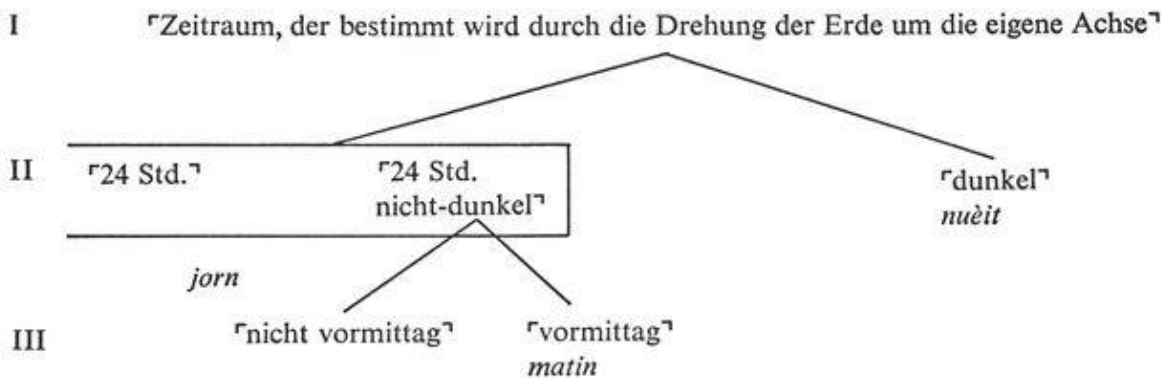 I ⌜Zeitraum, der bestimmt wird durch die Drehung der Erde um die eigene Achse⌝
II ⌜24 Std.⌝ ⌜24 Std. nicht-dunkel⌝ ⌜dunkel⌝
nuèit
jorn
III ⌜nicht vormittag⌝ ⌜vormittag⌝
matin